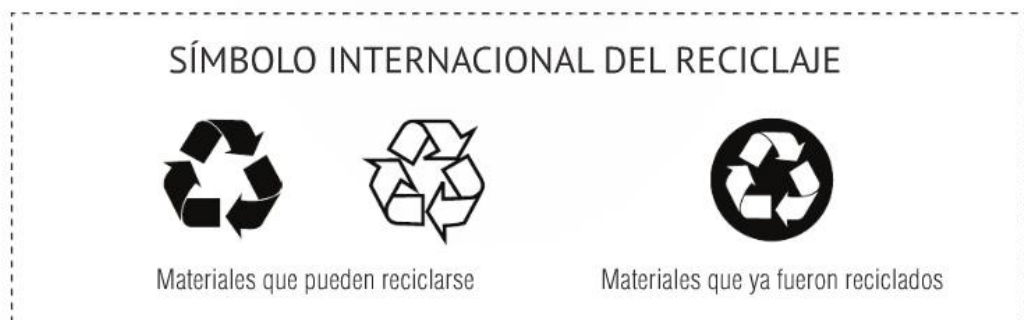 SÍMBOLO INTERNACIONAL DEL RECICLAJE
Materiales que pueden reciclarse
Materiales que ya fueron reciclados